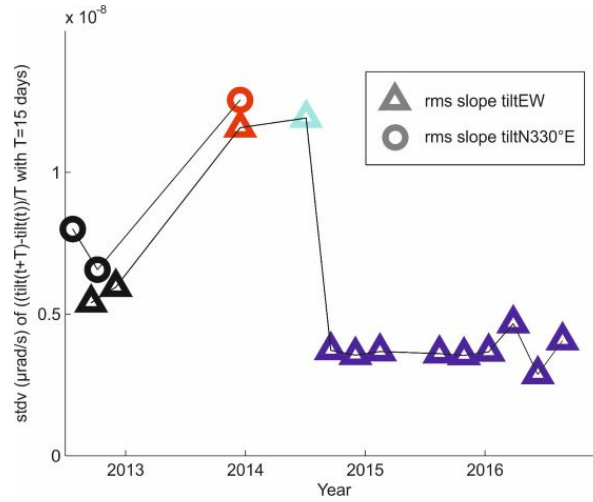 x 10⁻⁸
stdv (µrad/s) of ((tilt(t+T)-tilt(t))/T with T=15 days)
1
0.5
0
rms slope tiltEW
rms slope tiltN330°E
2013 2014 2015 2016
Year